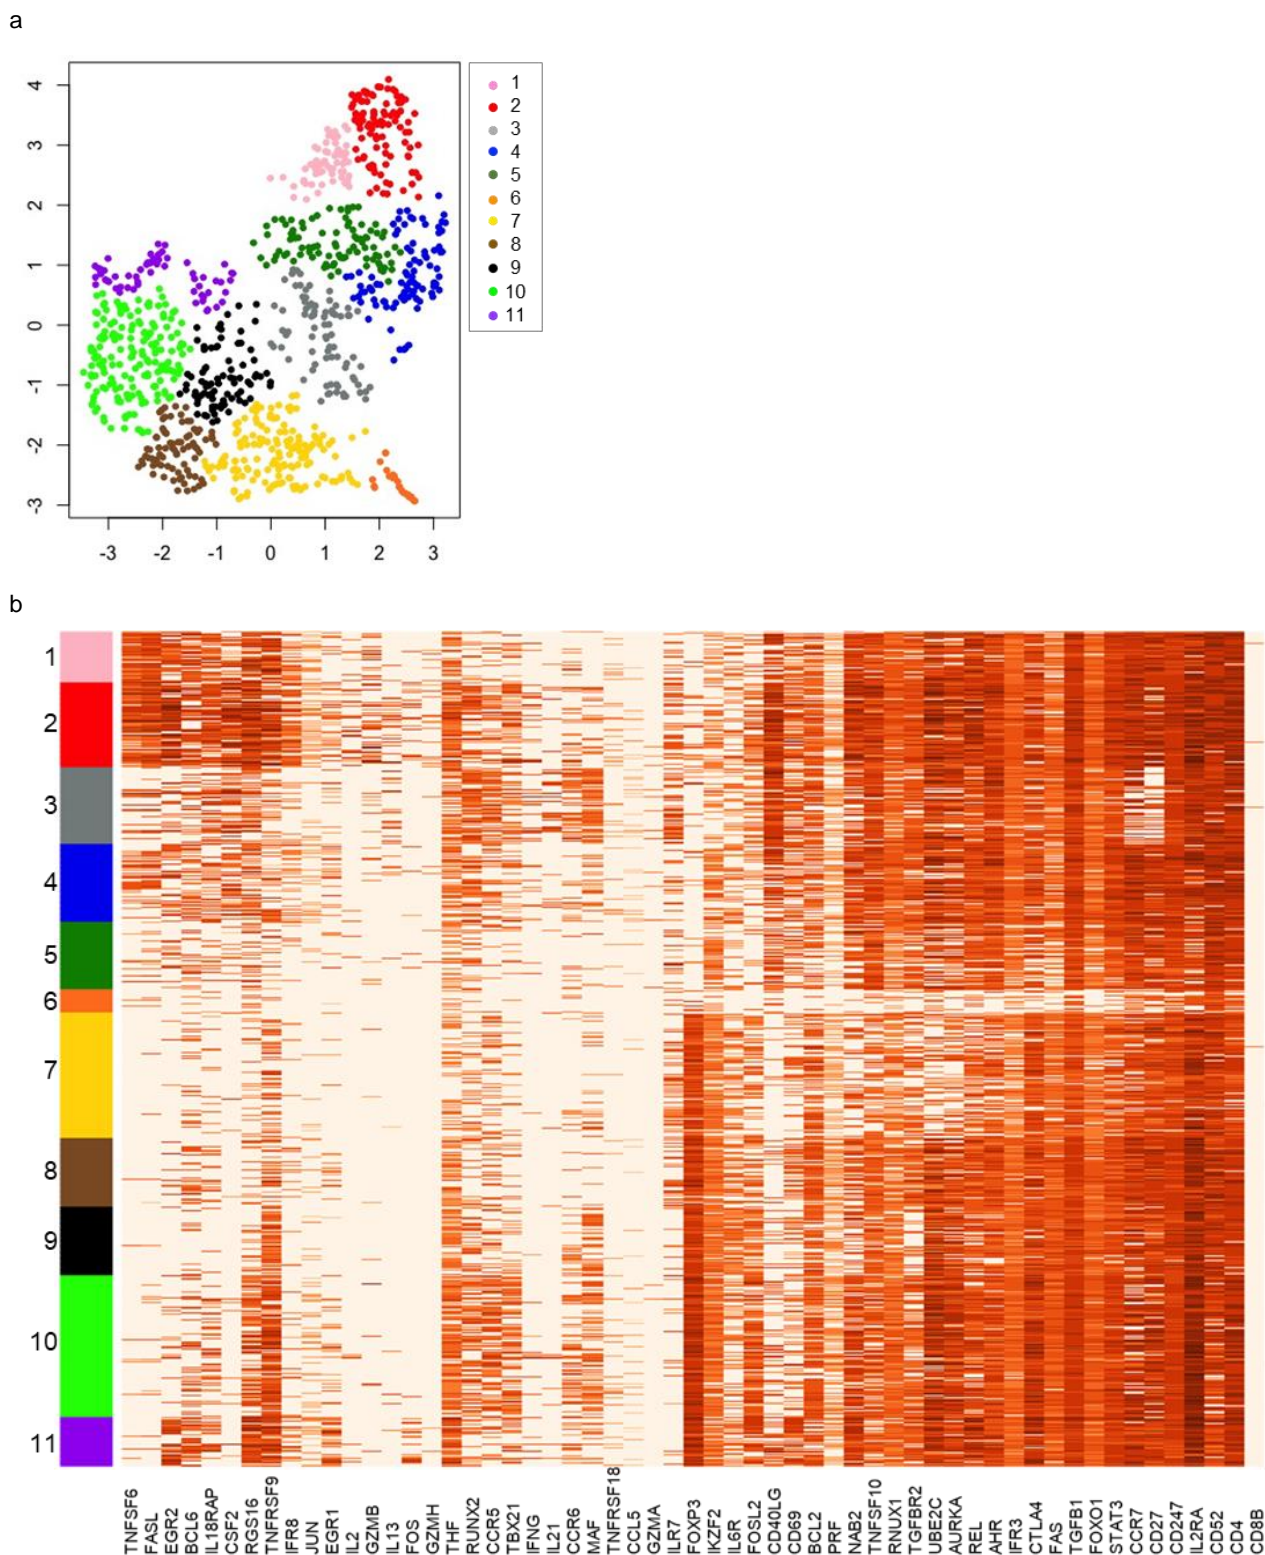 a
4
3
2
1
0
-1
-2
-3
-3 -2 -1 0 1 2 3
1
2
3
4
5
6
7
8
9
10
11
b
1
2
3
4
5
6
7
8
9
10
11
TNFSF6
FASL
EGR2
BCL6
IL18RAP
CSF2
RGS16
TNFRSF9
IFR8
JUN
EGR1
IL2
GZMB
IL13
FOS
GZMH
THF
RUNX2
CCR5
TBX21
IFNG
IL21
CCR6
MAF
TNFRSF18
CCL5
GZMA
ILR7
FOXP3
IKZF2
IL6R
FOSL2
CD40LG
CD69
BCL2
PRF
NAB2
TNFSF10
RNUX1
TGFBR2
UBE2C
AURKA
REL
AHR
IFR3
CTLA4
FAS
TGFB1
FOXO1
STAT3
CCR7
CD27
CD247
IL2RA
CD52
CD4
CD8B